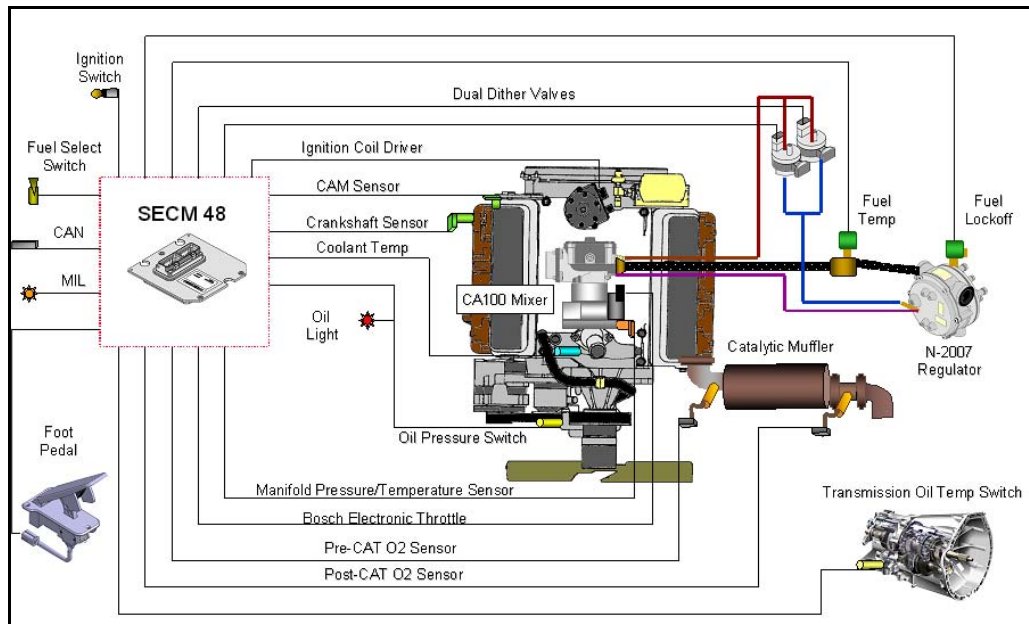 Ignition
Switch
Dual Dither Valves
Fuel Select
Switch
Ignition Coil Driver
CAM Sensor
SECM 48
Crankshaft Sensor
Coolant Temp
CAN
MIL
Fuel
Temp
Fuel
Lockoff
CA100 Mixer
Oil
Light
N-2007
Regulator
Catalytic Muffler
Foot
Pedal
Oil Pressure Switch
Manifold Pressure/Temperature Sensor
Transmission Oil Temp Switch
Bosch Electronic Throttle
Pre-CAT O2 Sensor
Post-CAT O2 Sensor